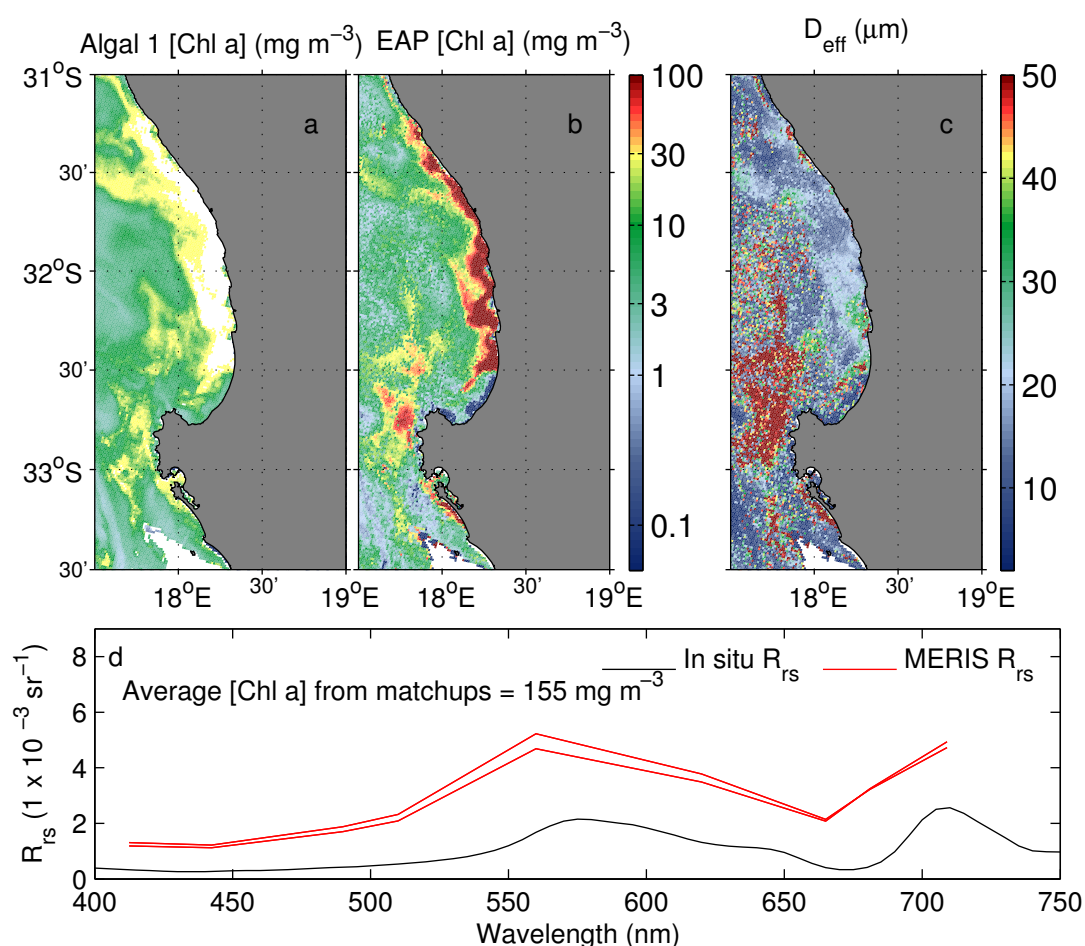 Algal 1 [Chl a] (mg m⁻³) EAP [Chl a] (mg m⁻³) D_eff (μm)
31°S
30'
32°S
30'
33°S
30'
a
b
c
100
30
10
3
1
0.1
50
40
30
20
10
18°E 30' 19°E 18°E 30' 18°E 30' 19°E
d
In situ R_rs MERIS R_rs
Average [Chl a] from matchups = 155 mg m⁻³
R_rs (1 x 10⁻³ sr⁻¹)
8
6
4
2
0
400 450 500 550 600 650 700 750
Wavelength (nm)